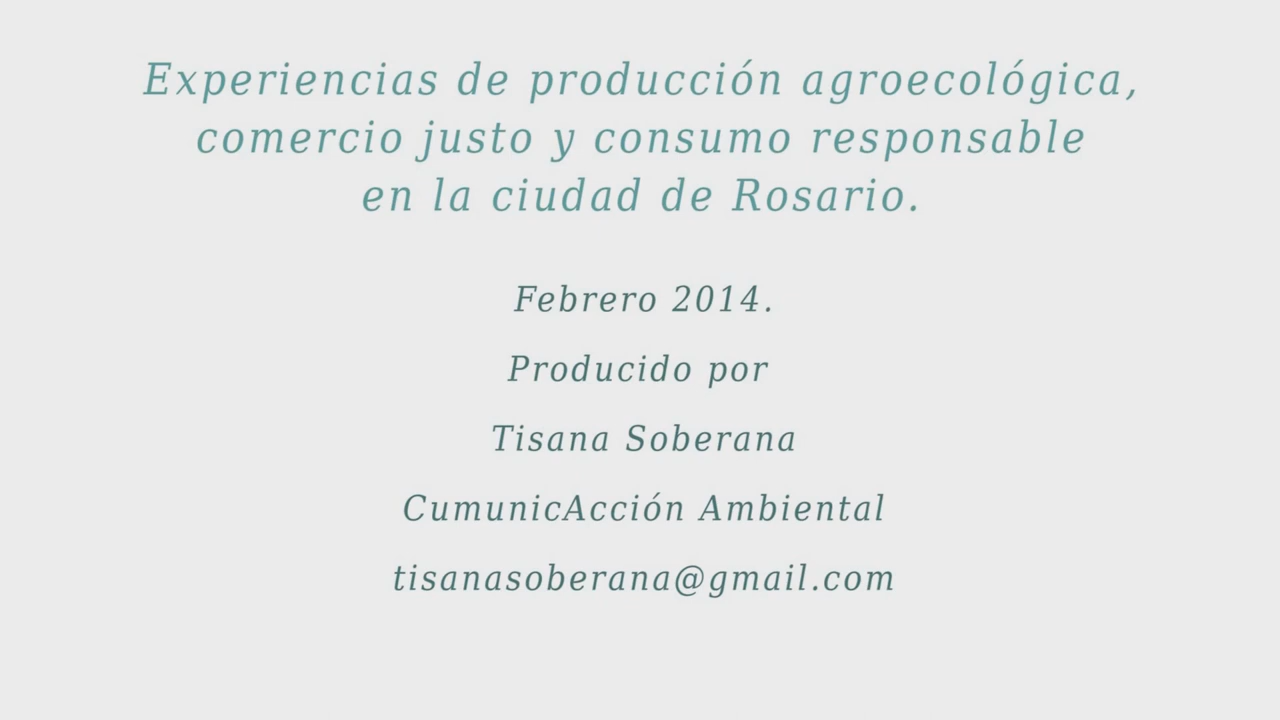 Experiencias de producción agroecológica,
comercio justo y consumo responsable
en la ciudad de Rosario.
Febrero 2014.
Producido por
Tisana Soberana
CumunicAcción Ambiental
tisanasoberana@gmail.com